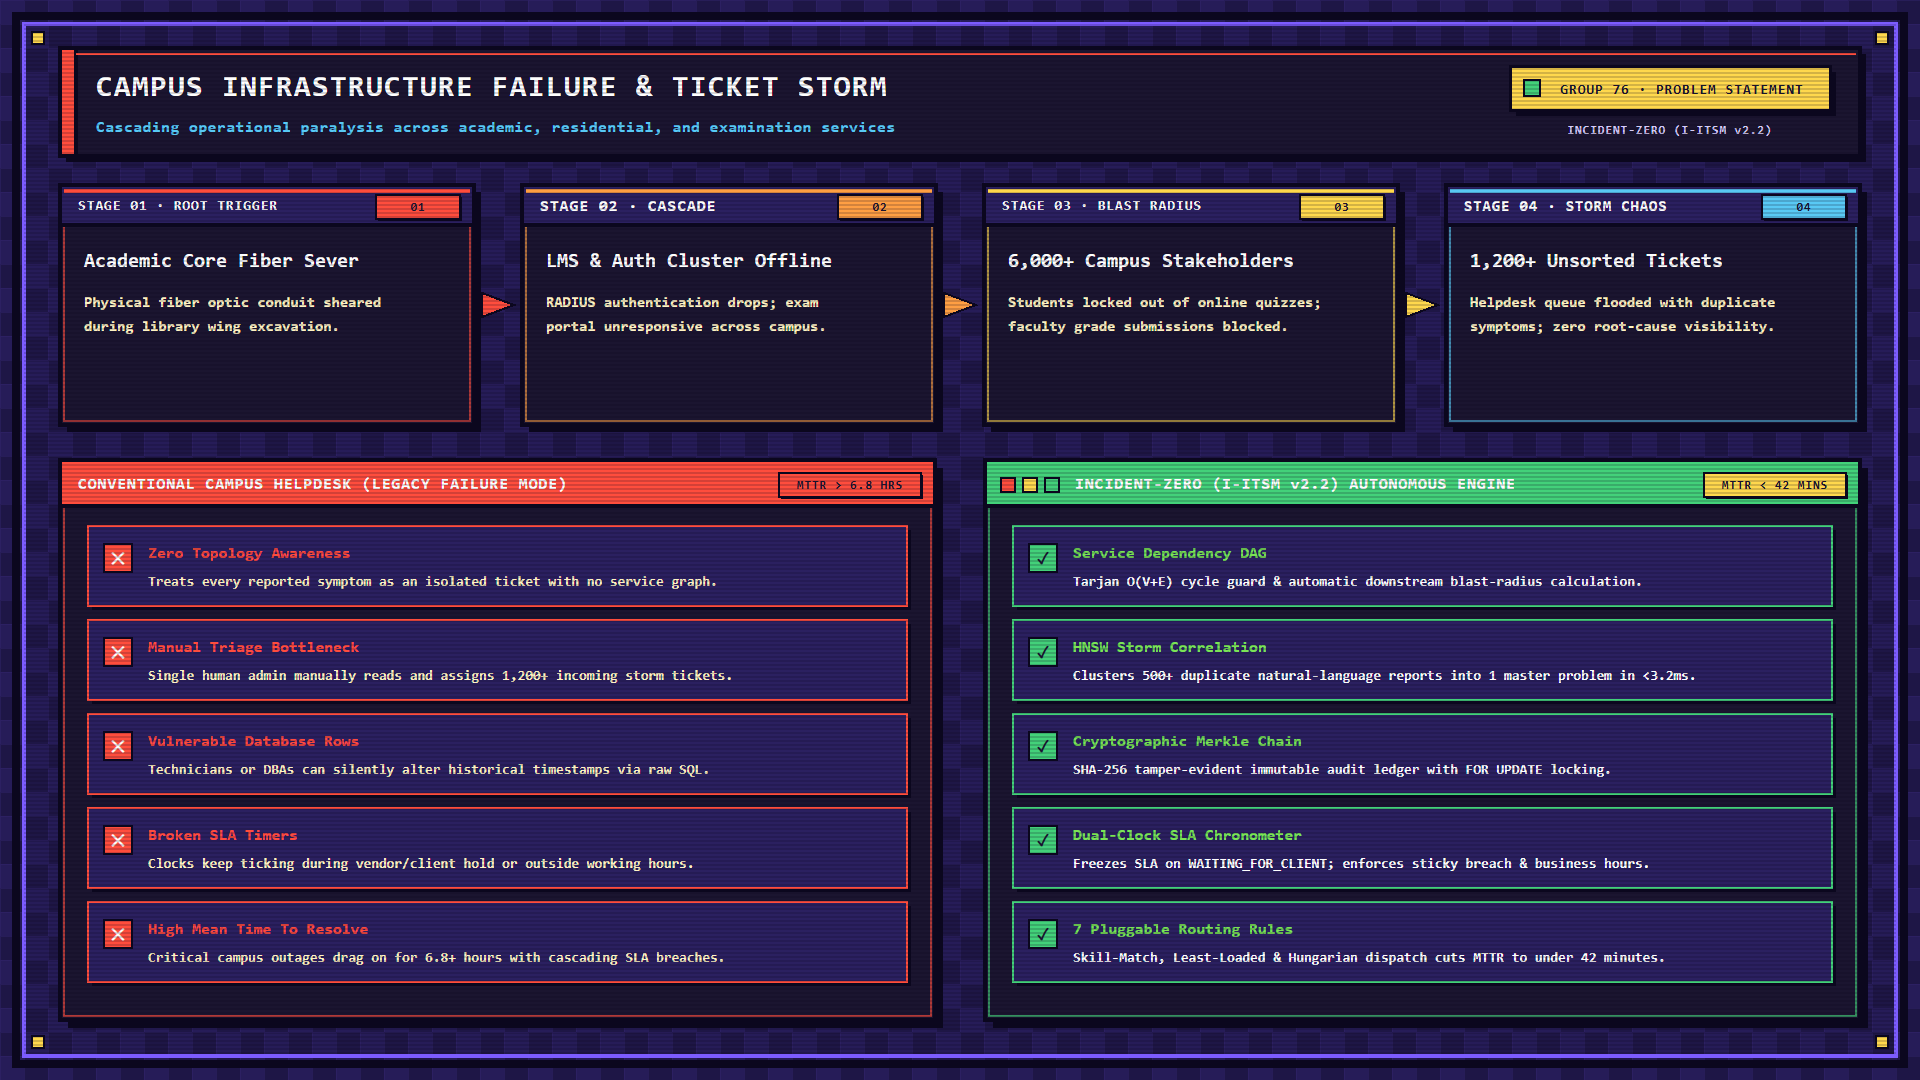 CAMPUS INFRASTRUCTURE FAILURE & TICKET STORM
Cascading operational paralysis across academic, residential, and examination services
GROUP 76 · PROBLEM STATEMENT
INCIDENT-ZERO (I-ITSM v2.2)
STAGE 01 · ROOT TRIGGER
01
Academic Core Fiber Sever
Physical fiber optic conduit sheared
during library wing excavation.
STAGE 02 · CASCADE
02
LMS & Auth Cluster Offline
RADIUS authentication drops; exam
portal unresponsive across campus.
STAGE 03 · BLAST RADIUS
03
6,000+ Campus Stakeholders
Students locked out of online quizzes;
faculty grade submissions blocked.
STAGE 04 · STORM CHAOS
04
1,200+ Unsorted Tickets
Helpdesk queue flooded with duplicate
symptoms; zero root-cause visibility.
CONVENTIONAL CAMPUS HELPDESK (LEGACY FAILURE MODE)
MTTR > 6.8 HRS
Zero Topology Awareness
Treats every reported symptom as an isolated ticket with no service graph.
Manual Triage Bottleneck
Single human admin manually reads and assigns 1,200+ incoming storm tickets.
Vulnerable Database Rows
Technicians or DBAs can silently alter historical timestamps via raw SQL.
Broken SLA Timers
Clocks keep ticking during vendor/client hold or outside working hours.
High Mean Time To Resolve
Critical campus outages drag on for 6.8+ hours with cascading SLA breaches.
INCIDENT-ZERO (I-ITSM v2.2) AUTONOMOUS ENGINE
MTTR < 42 MINS
Service Dependency DAG
Tarjan O(V+E) cycle guard & automatic downstream blast-radius calculation.
HNSW Storm Correlation
Clusters 500+ duplicate natural-language reports into 1 master problem in <3.2ms.
Cryptographic Merkle Chain
SHA-256 tamper-evident immutable audit ledger with FOR UPDATE locking.
Dual-Clock SLA Chronometer
Freezes SLA on WAITING_FOR_CLIENT; enforces sticky breach & business hours.
7 Pluggable Routing Rules
Skill-Match, Least-Loaded & Hungarian dispatch cuts MTTR to under 42 minutes.